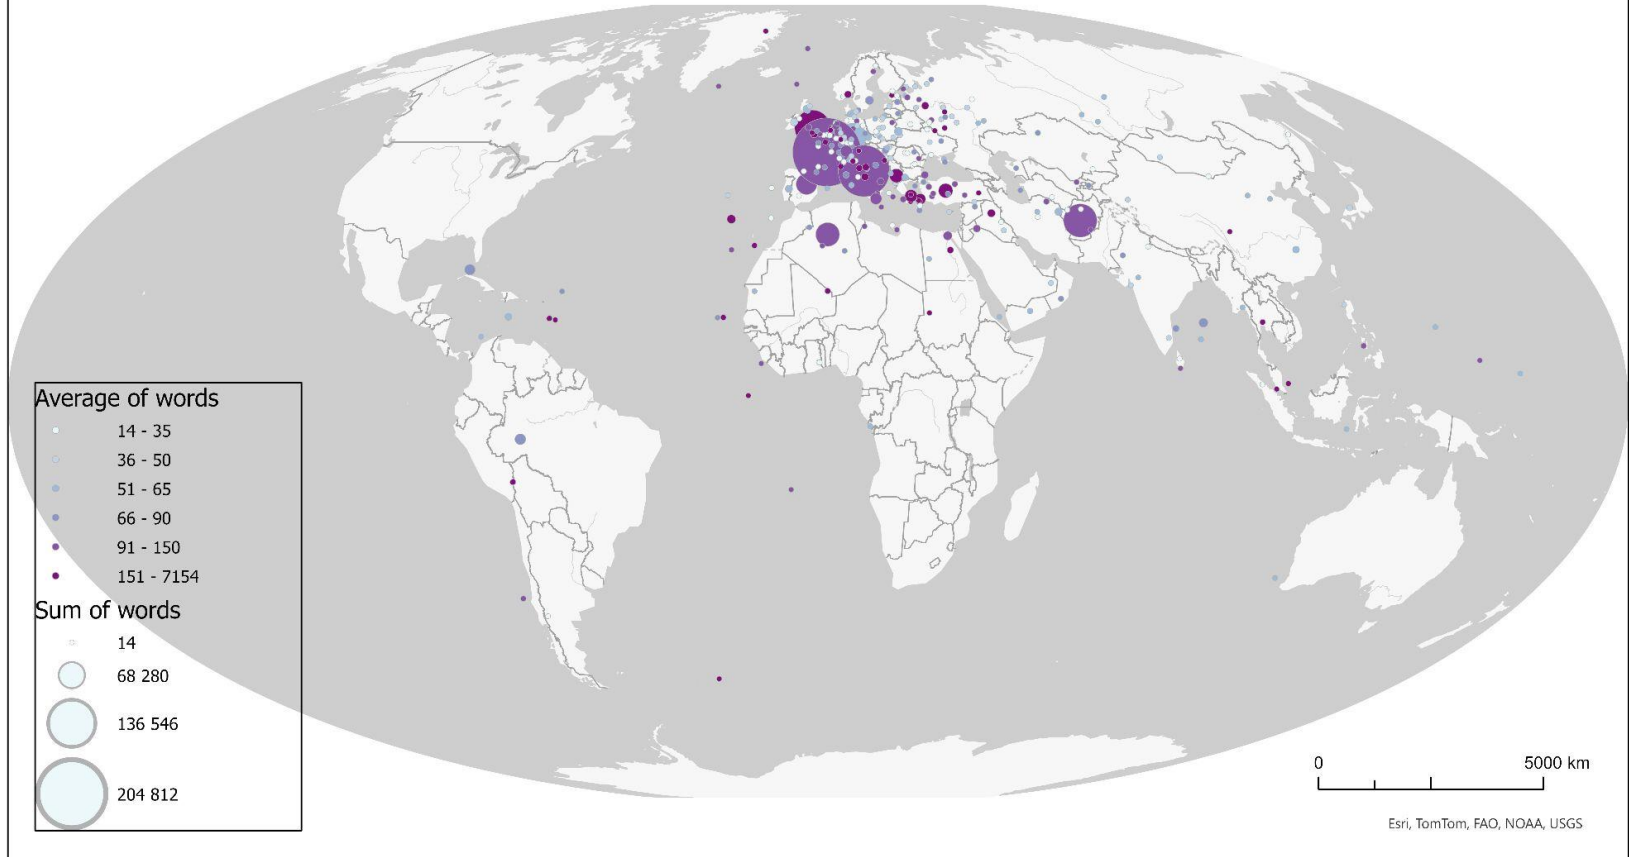 Average of words
14 - 35
36 - 50
51 - 65
66 - 90
91 - 150
151 - 7154
Sum of words
14
68 280
136 546
204 812
0 5000 km
Esri, TomTom, FAO, NOAA, USGS